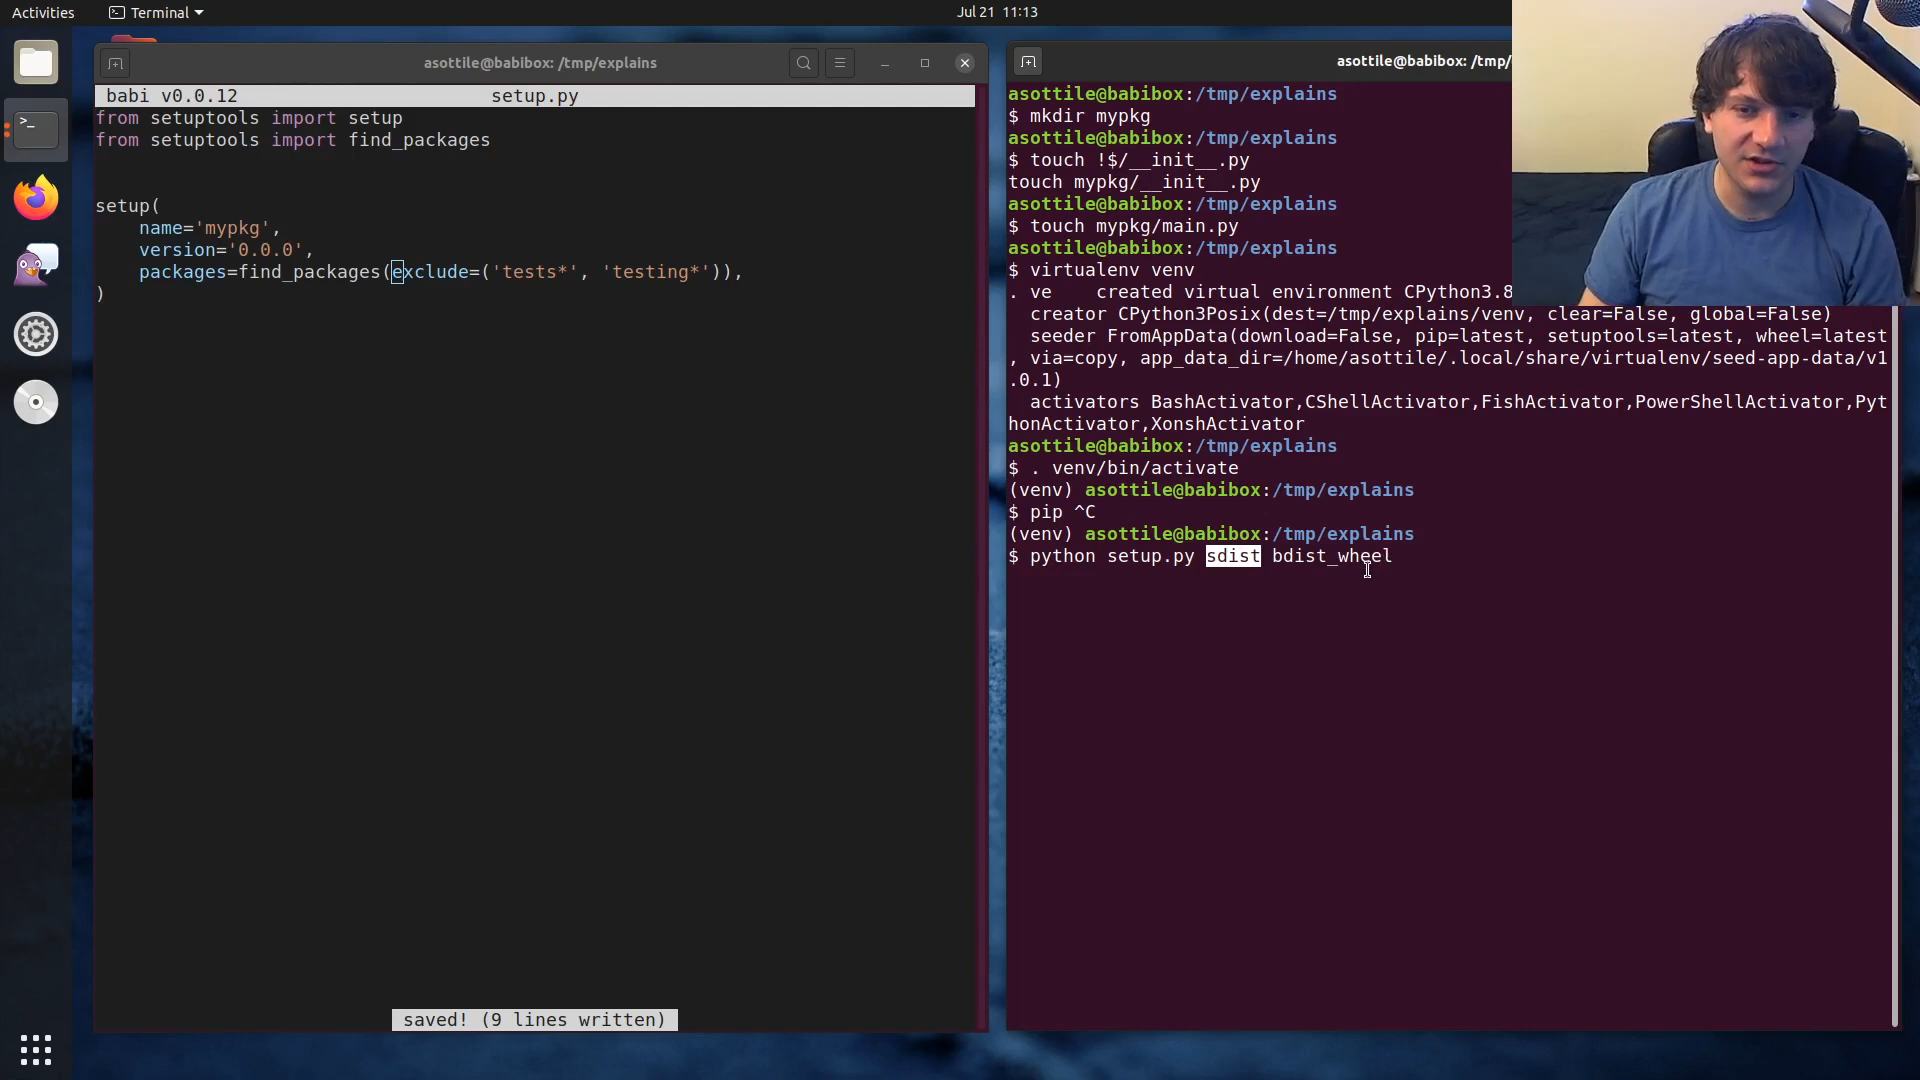 Activities
Terminal
Jul 21 11:13
asottile@babibox: /tmp/explains
babi v0.0.12 setup.py
from setuptools import setup
from setuptools import find_packages
setup(
name='mypkg',
version='0.0.0',
packages=find_packages(exclude=('tests*', 'testing*')),
)
saved! (9 lines written)
asottile@babibox: /tmp/
asottile@babibox:/tmp/explains
$ mkdir mypkg
asottile@babibox:/tmp/explains
$ touch !$/__init__.py
touch mypkg/__init__.py
asottile@babibox:/tmp/explains
$ touch mypkg/main.py
asottile@babibox:/tmp/explains
$ virtualenv venv
. ve    created virtual environment CPython3.8
creator CPython3Posix(dest=/tmp/explains/venv, clear=False, global=False)
seeder FromAppData(download=False, pip=latest, setuptools=latest, wheel=latest
, via=copy, app_data_dir=/home/asottile/.local/share/virtualenv/seed-app-data/v1
.0.1)
activators BashActivator,CShellActivator,FishActivator,PowerShellActivator,Pyt
honActivator,XonshActivator
asottile@babibox:/tmp/explains
$ . venv/bin/activate
(venv) asottile@babibox:/tmp/explains
$ pip ^C
(venv) asottile@babibox:/tmp/explains
$ python setup.py sdist bdist_wheel